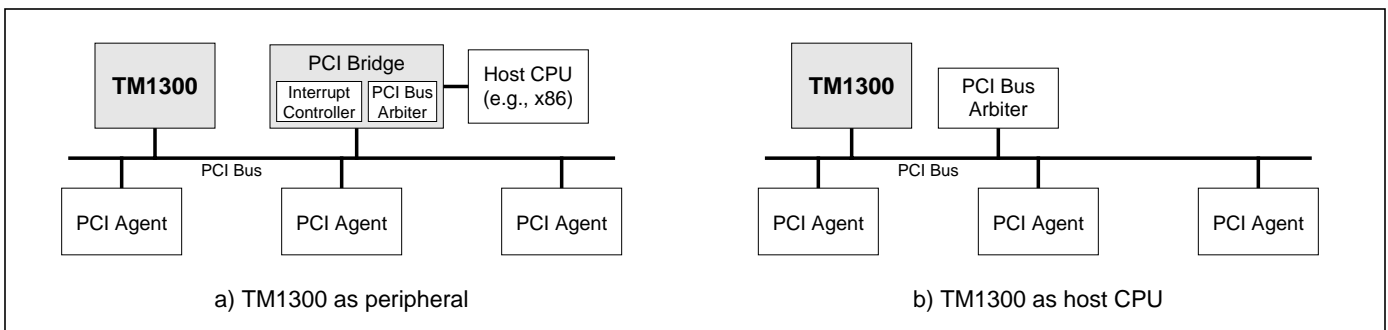 TM1300
PCI Bridge
Interrupt
Controller
PCI Bus
Arbiter
Host CPU
(e.g., x86)
PCI Bus
PCI Agent
PCI Agent
PCI Agent
a) TM1300 as peripheral
TM1300
PCI Bus
Arbiter
PCI Bus
PCI Agent
PCI Agent
PCI Agent
b) TM1300 as host CPU